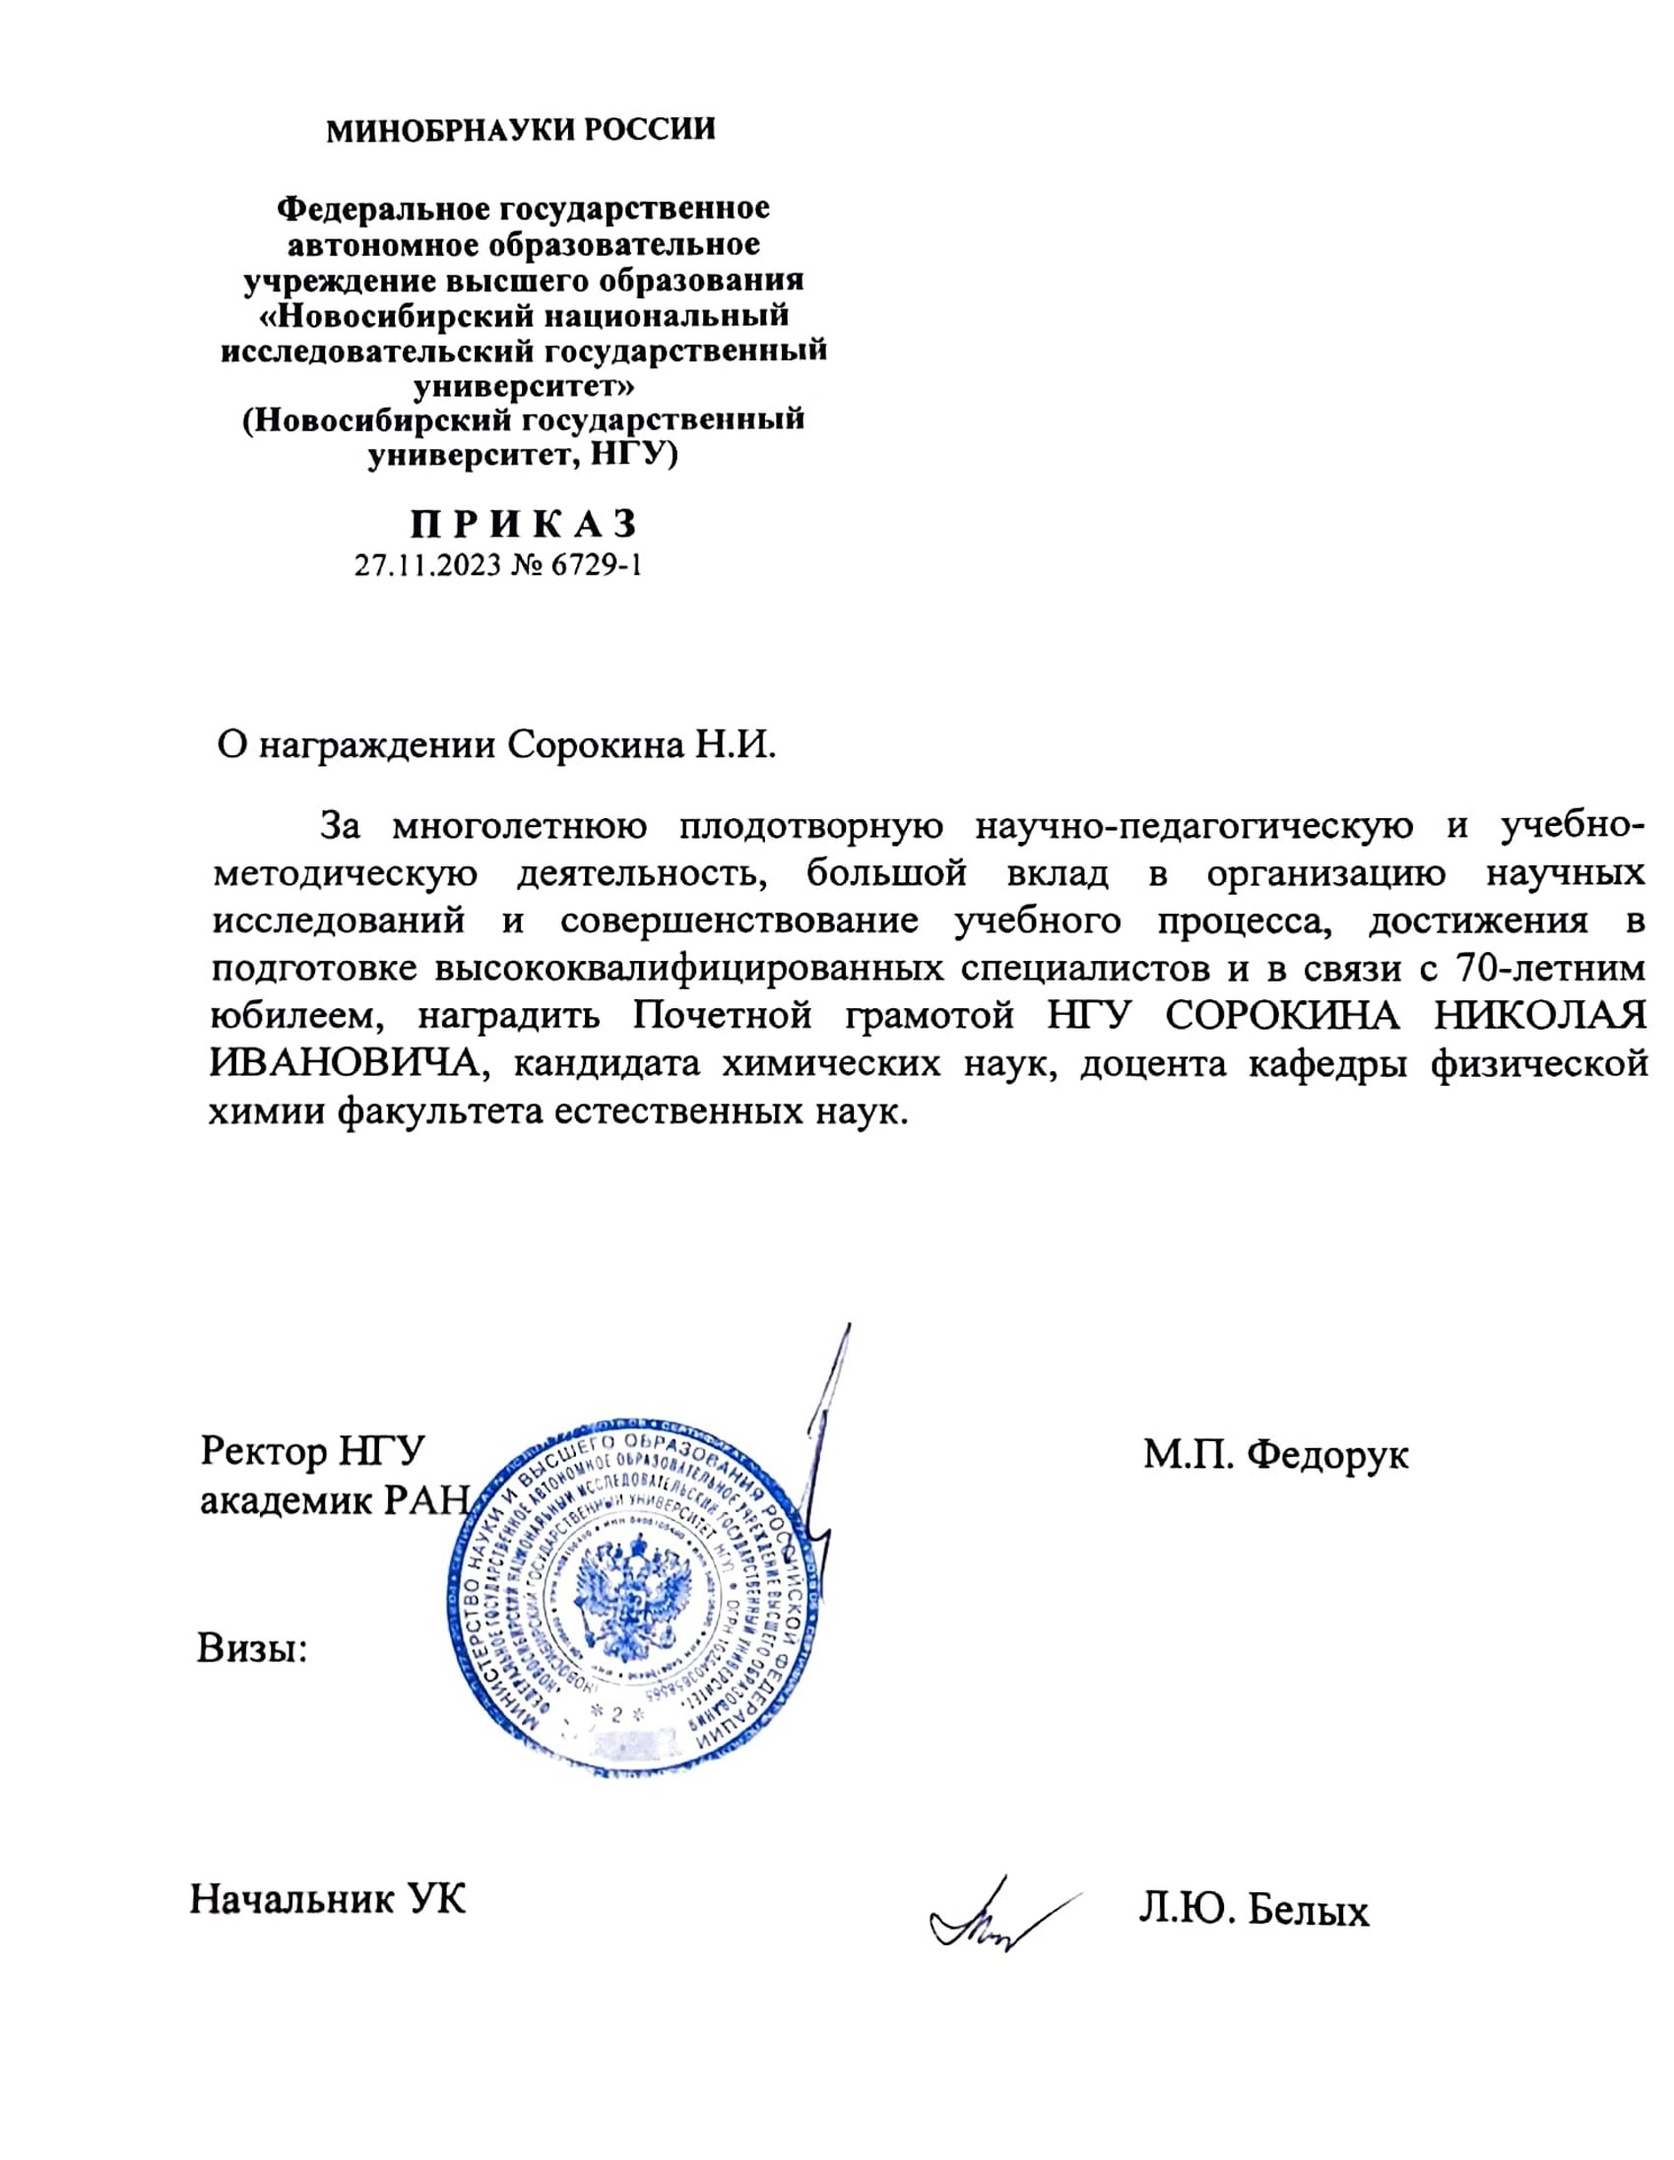 МИНОБРНАУКИ РОССИИ
Федеральное государственное
автономное образовательное
учреждение высшего образования
«Новосибирский национальный
исследовательский государственный
университет»
(Новосибирский государственный
университет, НГУ)
П Р И К А З
27.11.2023 № 6729-1
О награждении Сорокина Н.И.
За многолетнюю плодотворную научно-педагогическую и учебно-
методическую деятельность, большой вклад в организацию научных
исследований и совершенствование учебного процесса, достижения в
подготовке высококвалифицированных специалистов и в связи с 70-летним
юбилеем, наградить Почетной грамотой НГУ СОРОКИНА НИКОЛАЯ
ИВАНОВИЧА, кандидата химических наук, доцента кафедры физической
химии факультета естественных наук.
Ректор НГУ
академик РАН
М.П. Федорук
МИНИСТЕРСТВО НАУКИ И ВЫСШЕГО ОБРАЗОВАНИЯ РОССИЙСКОЙ ФЕДЕРАЦИИ
ФЕДЕРАЛЬНОЕ ГОСУДАРСТВЕННОЕ АВТОНОМНОЕ ОБРАЗОВАТЕЛЬНОЕ УЧРЕЖДЕНИЕ ВЫСШЕГО ОБРАЗОВАНИЯ
«НОВОСИБИРСКИЙ НАЦИОНАЛЬНЫЙ ИССЛЕДОВАТЕЛЬСКИЙ ГОСУДАРСТВЕННЫЙ УНИВЕРСИТЕТ»
(НОВОСИБИРСКИЙ ГОСУДАРСТВЕННЫЙ УНИВЕРСИТЕТ, НГУ) * ОГРН
* 2 *
Визы:
Начальник УК
Л.Ю. Белых